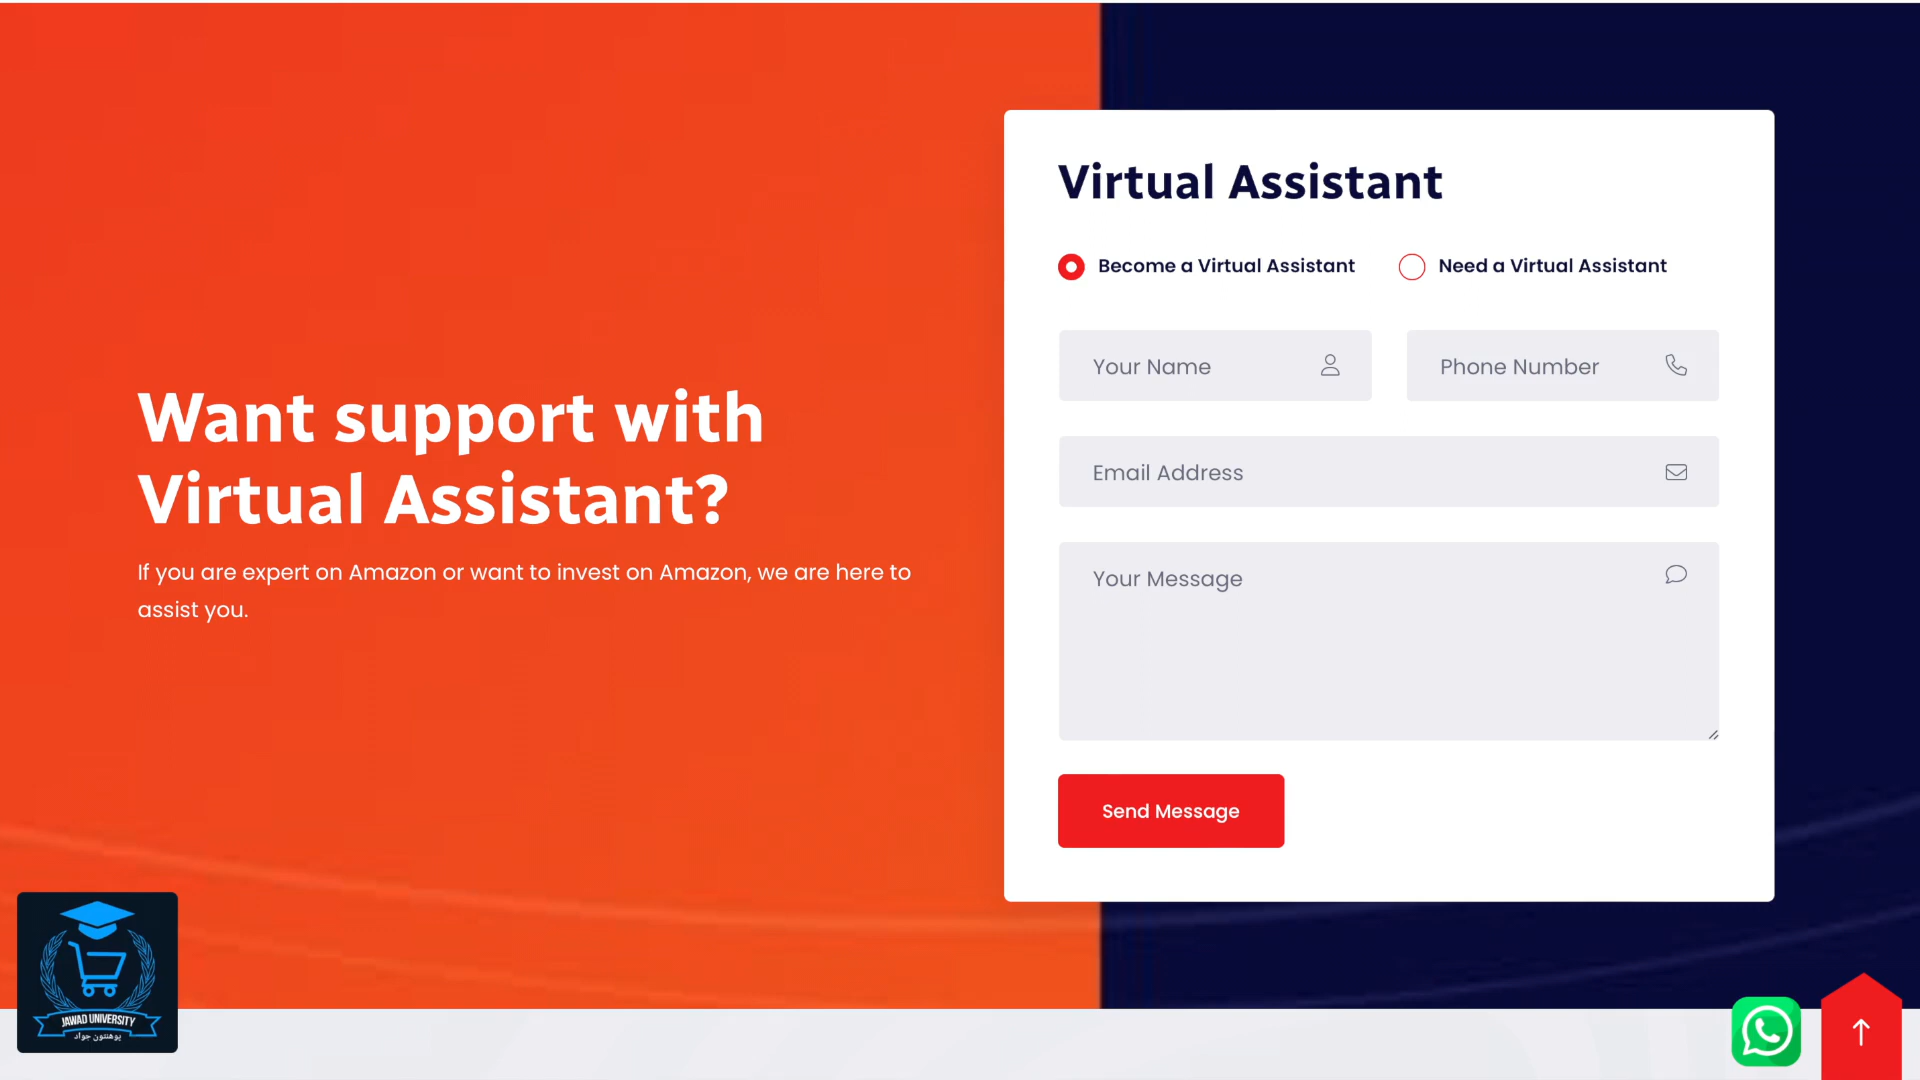 Want support with
Virtual Assistant?
If you are expert on Amazon or want to invest on Amazon, we are here to
assist you.
Virtual Assistant
Become a Virtual Assistant
Need a Virtual Assistant
Your Name
Phone Number
Email Address
Your Message
Send Message
JAWAD UNIVERSITY
پوهنتون جواد